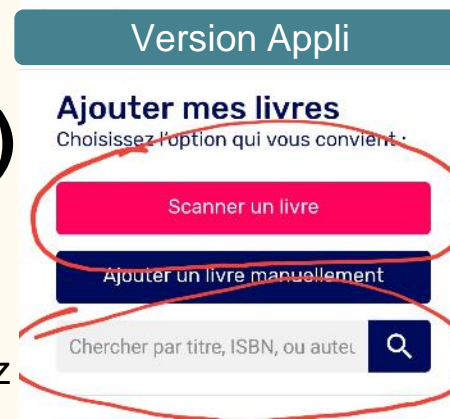 Version Appli
)
Ajouter mes livres
Choisissez l'option qui vous convient :
Scanner un livre
Ajouter un livre manuellement
z
Chercher par titre, ISBN, ou auteu